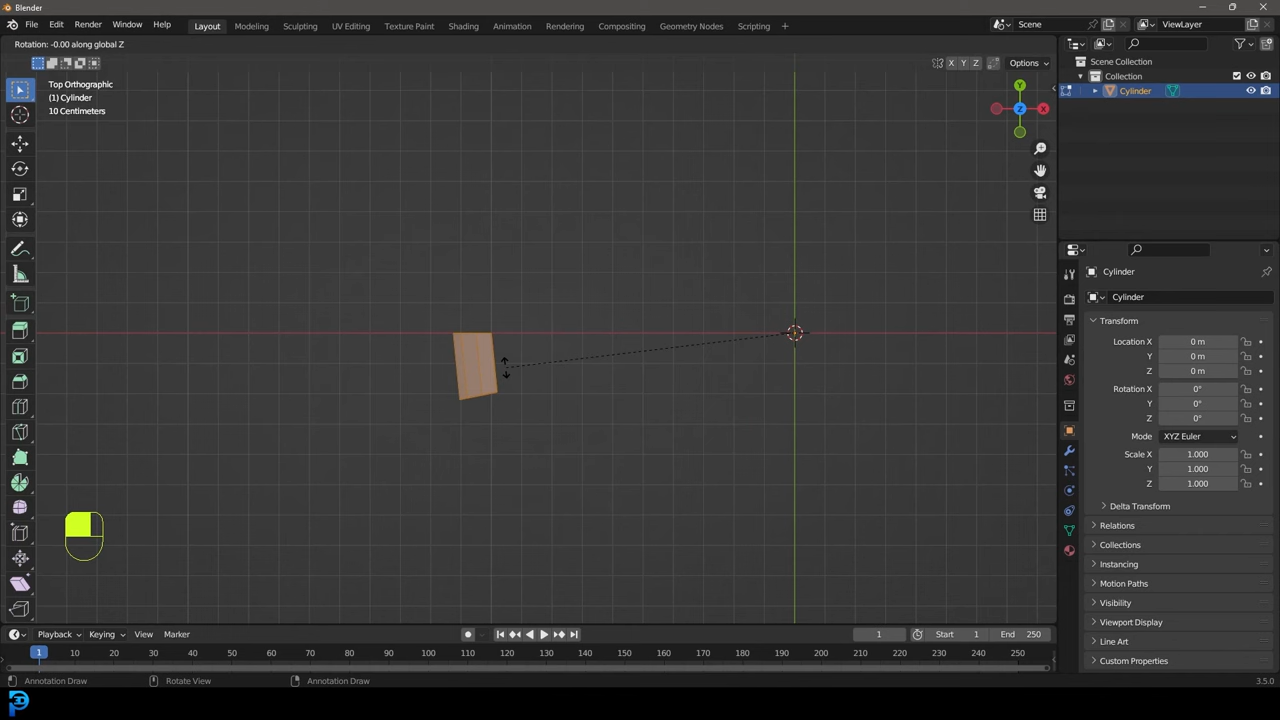 Blender
File Edit Render Window Help Layout Modeling Sculpting UV Editing Texture Paint Shading Animation Rendering Compositing Geometry Nodes Scripting + Scene ViewLayer
Rotation: -0.00 along global Z
X Y Z Options
Top Orthographic
(1) Cylinder
10 Centimeters
Y
Z X
Scene Collection
Collection
Cylinder
Cylinder
Cylinder
Transform
Location X 0 m
Y 0 m
Z 0 m
Rotation X 0°
Y 0°
Z 0°
Mode XYZ Euler
Scale X 1.000
Y 1.000
Z 1.000
Delta Transform
Relations
Collections
Instancing
Motion Paths
Visibility
Viewport Display
Line Art
Custom Properties
Playback Keying View Marker 1 Start 1 End 250
1 10 20 30 40 50 60 70 80 90 100 110 120 130 140 150 160 170 180 190 200 210 220 230 240 250
Annotation Draw Rotate View Annotation Draw 3.5.0